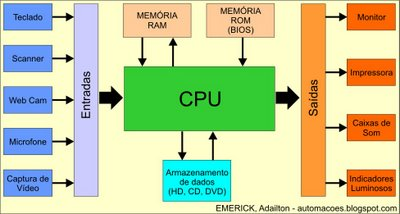 Teclado
Scanner
Web Cam
Microfone
Captura de
Vídeo
Entradas
MEMÓRIA
RAM
MEMÓRIA
ROM
(BIOS)
CPU
Armazenamento
de dados
(HD, CD, DVD)
Saídas
Monitor
Impressora
Caixas de
Som
Indicadores
Luminosos
EMERICK, Adailton - automacoes.blogspot.com